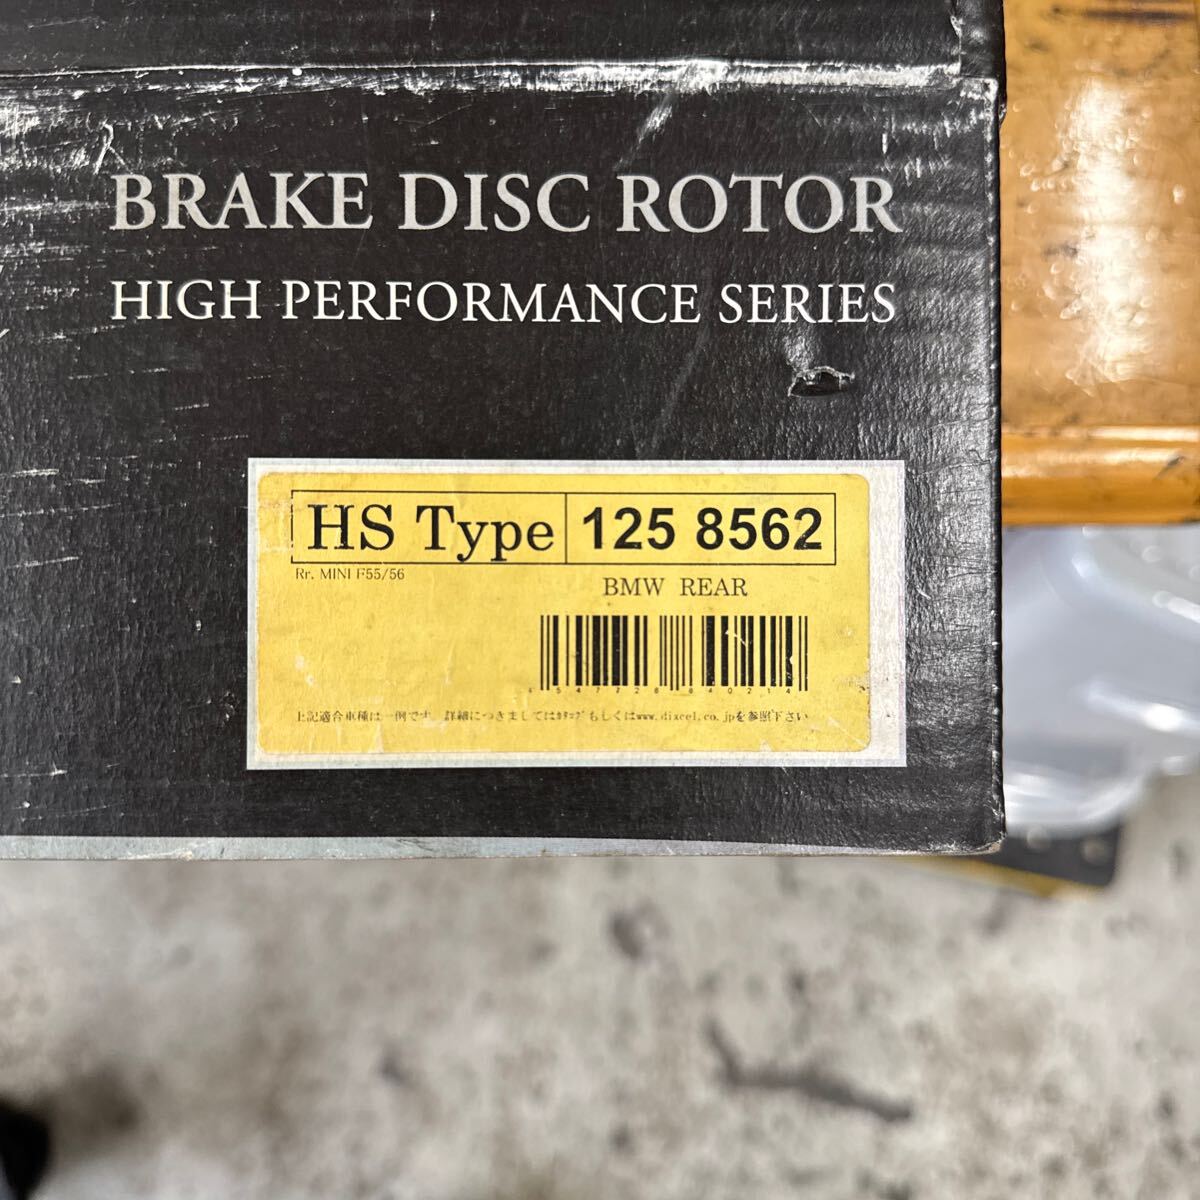 BRAKE DISC ROTOR
HIGH PERFORMANCE SERIES
HS Type 125 8562
Rr. MINI F55/56
BMW REAR
4547728840214
上記適合車種は一例です。詳細につきましてはｶﾀﾛｸﾞもしくはwww.dixcel.co.jpを参照下さい